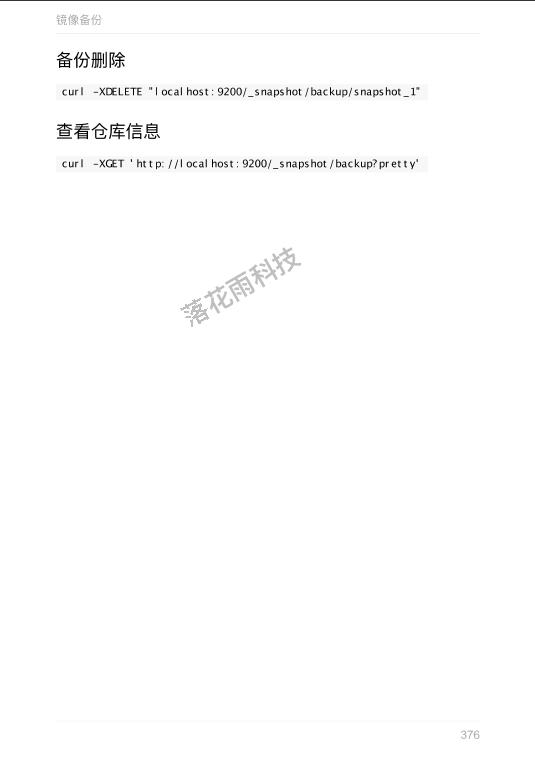 镜像备份
备份删除
curl -XDELETE "localhost:9200/_snapshot/backup/snapshot_1"
查看仓库信息
curl -XGET 'http://localhost:9200/_snapshot/backup?pretty'
落花雨科技
376